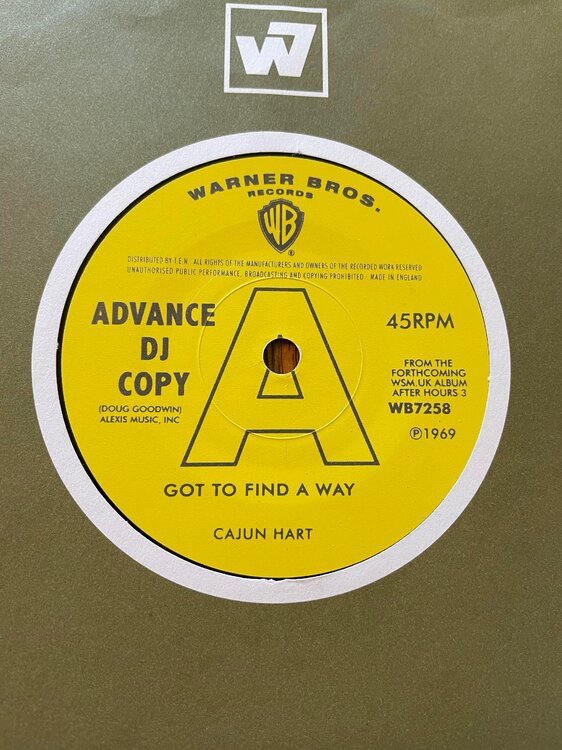 W7
WARNER BROS.
RECORDS
WB
®
DISTRIBUTED BY T.E.N. ALL RIGHTS OF THE MANUFACTURERS AND OWNERS OF THE RECORDED WORK RESERVED
UNAUTHORISED PUBLIC PERFORMANCE, BROADCASTING AND COPYING PROHIBITED · MADE IN ENGLAND
ADVANCE
DJ
COPY
(DOUG GOODWIN)
ALEXIS MUSIC, INC
A
45RPM
FROM THE
FORTHCOMING
WSM.UK ALBUM
AFTER HOURS 3
WB7258
℗1969
GOT TO FIND A WAY
CAJUN HART